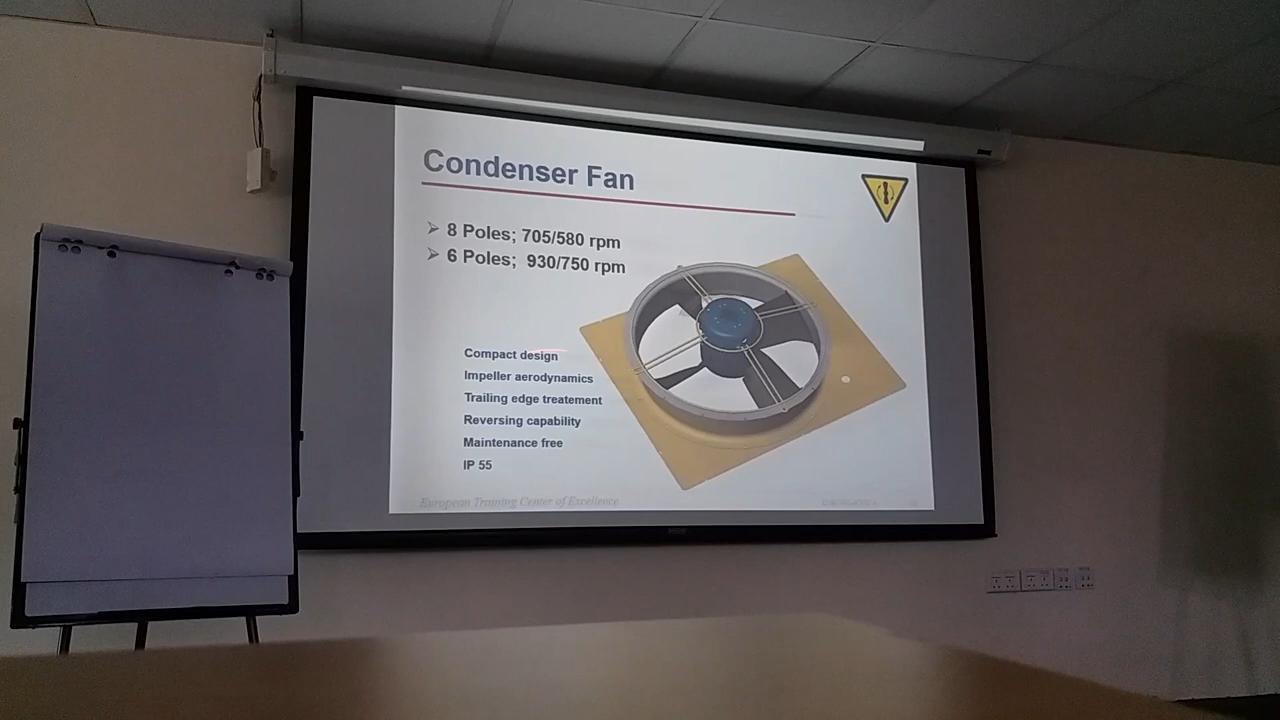 Condenser Fan
➢ 8 Poles; 705/580 rpm
➢ 6 Poles; 930/750 rpm
Compact design
Impeller aerodynamics
Trailing edge treatement
Reversing capability
Maintenance free
IP 55
European Training Center of Excellence